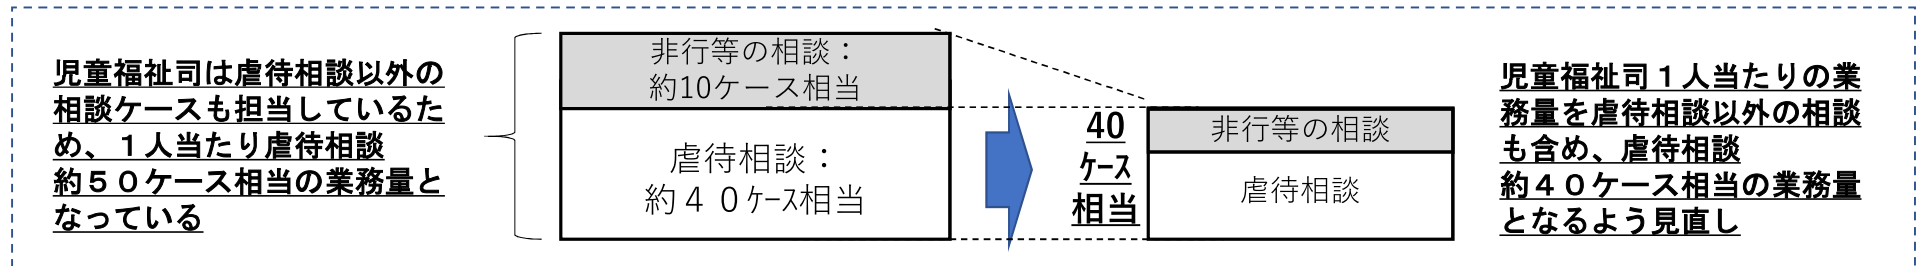 児童福祉司は虐待相談以外の
相談ケースも担当しているた
め、１人当たり虐待相談
約５０ケース相当の業務量と
なっている
非行等の相談：
約10ケース相当
虐待相談：
約４０ｹｰｽ相当
40
ｹｰｽ
相当
非行等の相談
虐待相談
児童福祉司１人当たりの業
務量を虐待相談以外の相談
も含め、虐待相談
約４０ケース相当の業務量
となるよう見直し